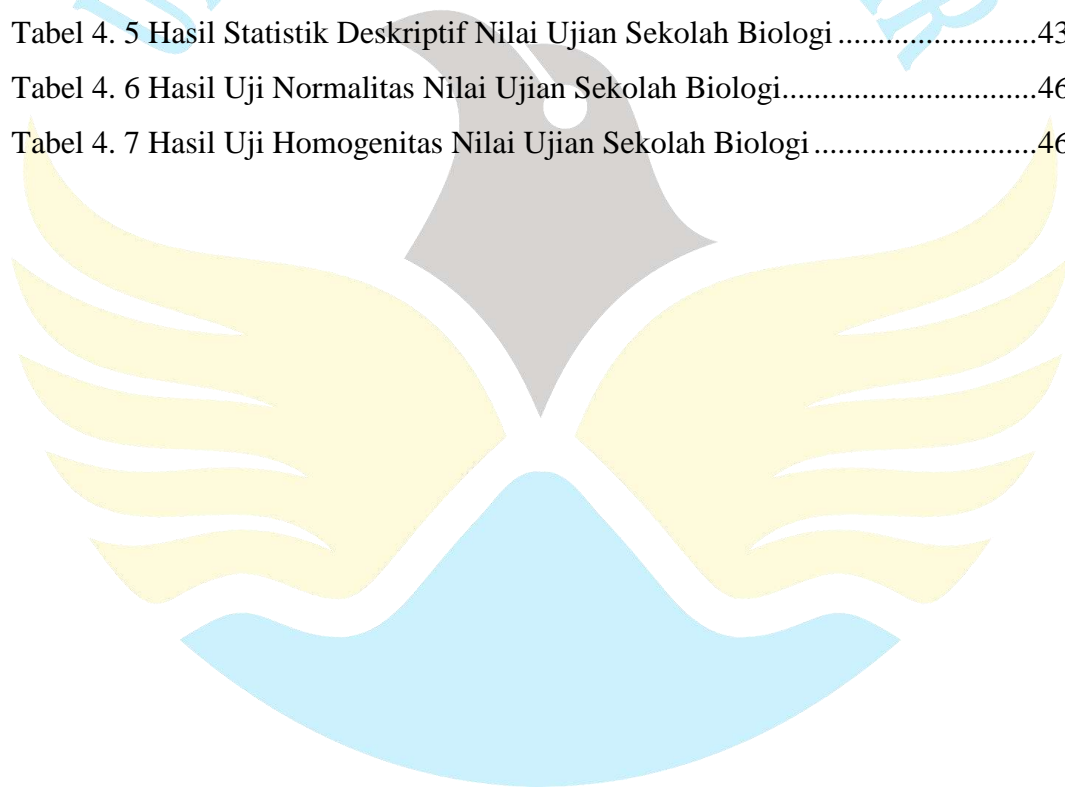 Tabel 4. 5 Hasil Statistik Deskriptif Nilai Ujian Sekolah Biologi.........................43
Tabel 4. 6 Hasil Uji Normalitas Nilai Ujian Sekolah Biologi................................46
Tabel 4. 7 Hasil Uji Homogenitas Nilai Ujian Sekolah Biologi............................46